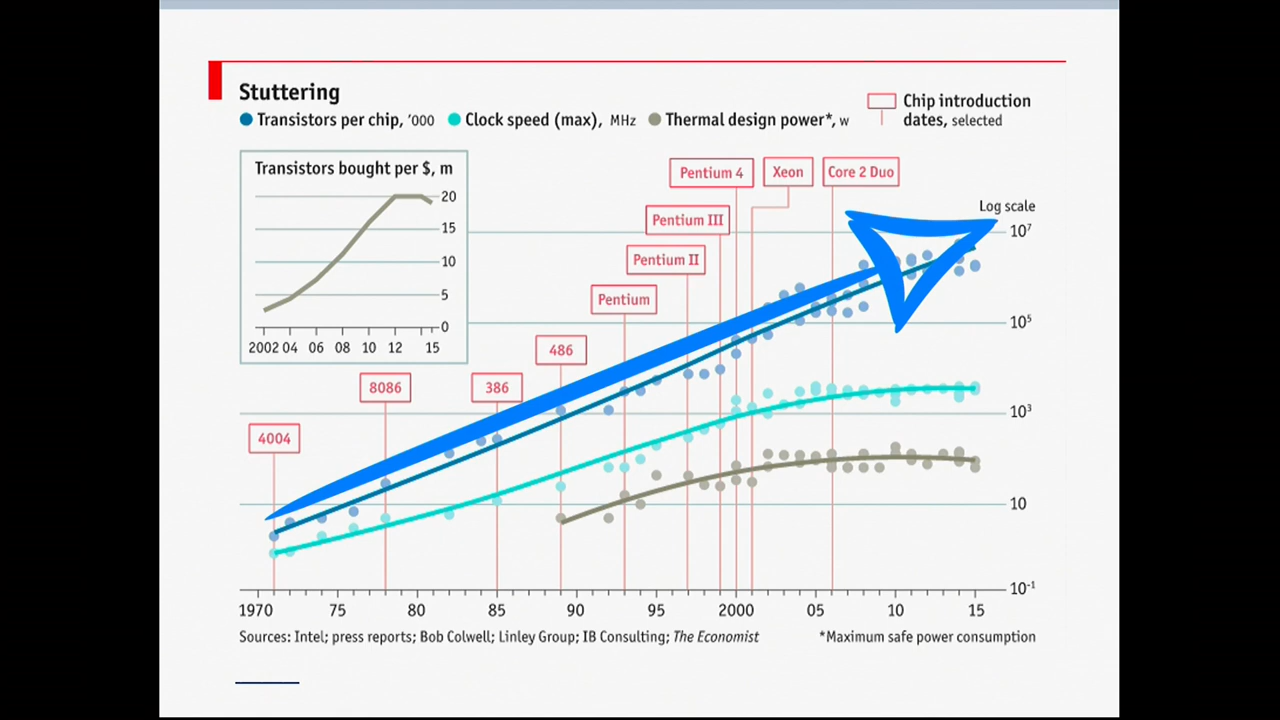 Stuttering
Transistors per chip, ’000 Clock speed (max), MHz Thermal design power*, w
Chip introduction
dates, selected
Transistors bought per $, m
20
15
10
5
0
2002 04 06 08 10 12 15
Pentium 4 Xeon Core 2 Duo
Log scale
Pentium III
10⁷
Pentium II
Pentium
10⁵
486
8086 386
10³
4004
10
10⁻¹
1970 75 80 85 90 95 2000 05 10 15
Sources: Intel; press reports; Bob Colwell; Linley Group; IB Consulting; The Economist *Maximum safe power consumption